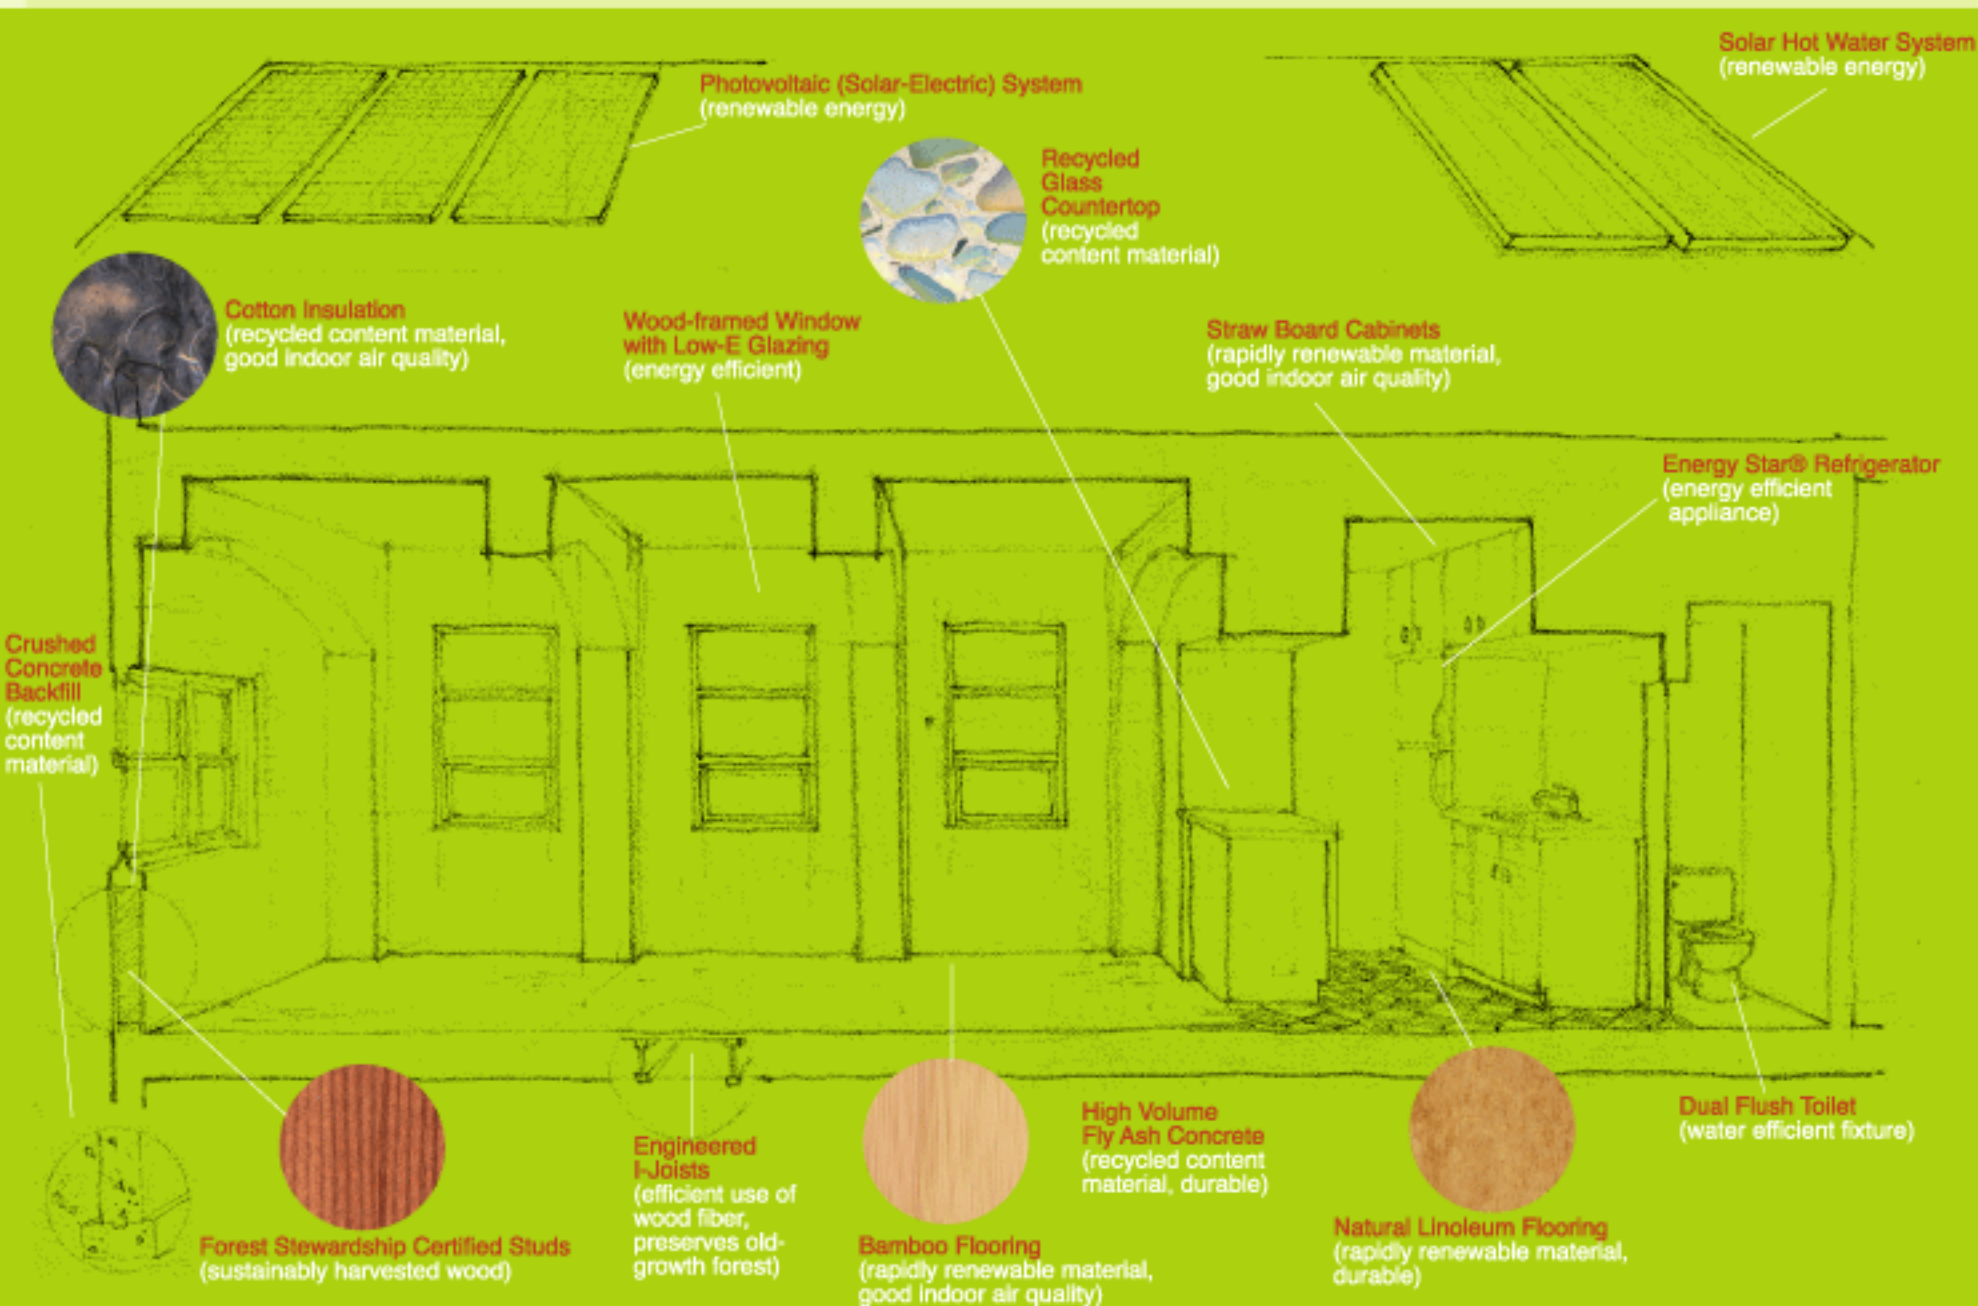 Solar Hot Water System
(renewable energy)
Photovoltaic (Solar-Electric) System
(renewable energy)
Recycled
Glass
Countertop
(recycled
content material)
Cotton Insulation
(recycled content material,
good indoor air quality)
Wood-framed Window
with Low-E Glazing
(energy efficient)
Straw Board Cabinets
(rapidly renewable material,
good indoor air quality)
Energy Star® Refrigerator
(energy efficient
appliance)
Crushed
Concrete
Backfill
(recycled
content
material)
Forest Stewardship Certified Studs
(sustainably harvested wood)
Engineered
I-Joists
(efficient use of
wood fiber,
preserves old-
growth forest)
Bamboo Flooring
(rapidly renewable material,
good indoor air quality)
High Volume
Fly Ash Concrete
(recycled content
material, durable)
Natural Linoleum Flooring
(rapidly renewable material,
durable)
Dual Flush Toilet
(water efficient fixture)